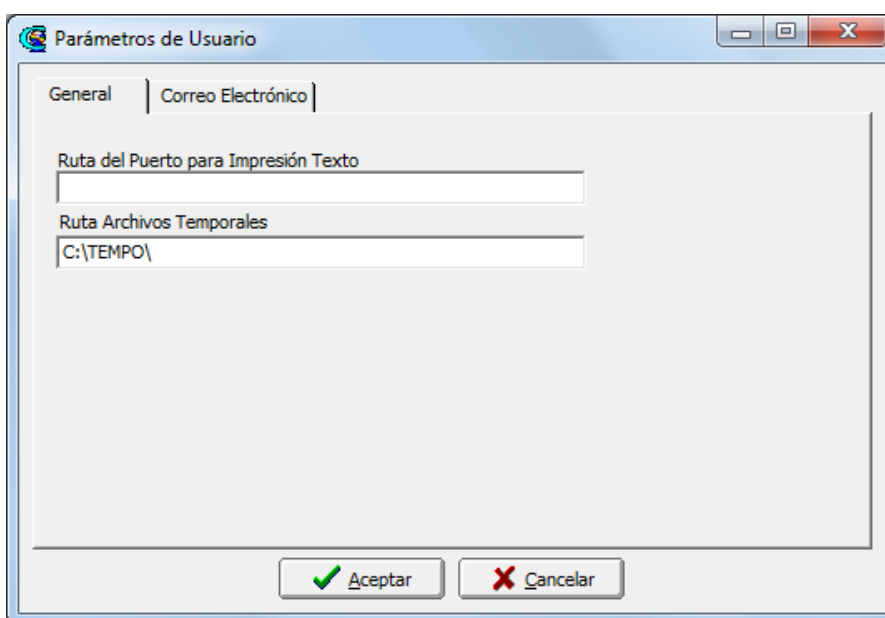 Parámetros de Usuario
General Correo Electrónico
Ruta del Puerto para Impresión Texto
Ruta Archivos Temporales
C:\TEMPO\
Aceptar Cancelar